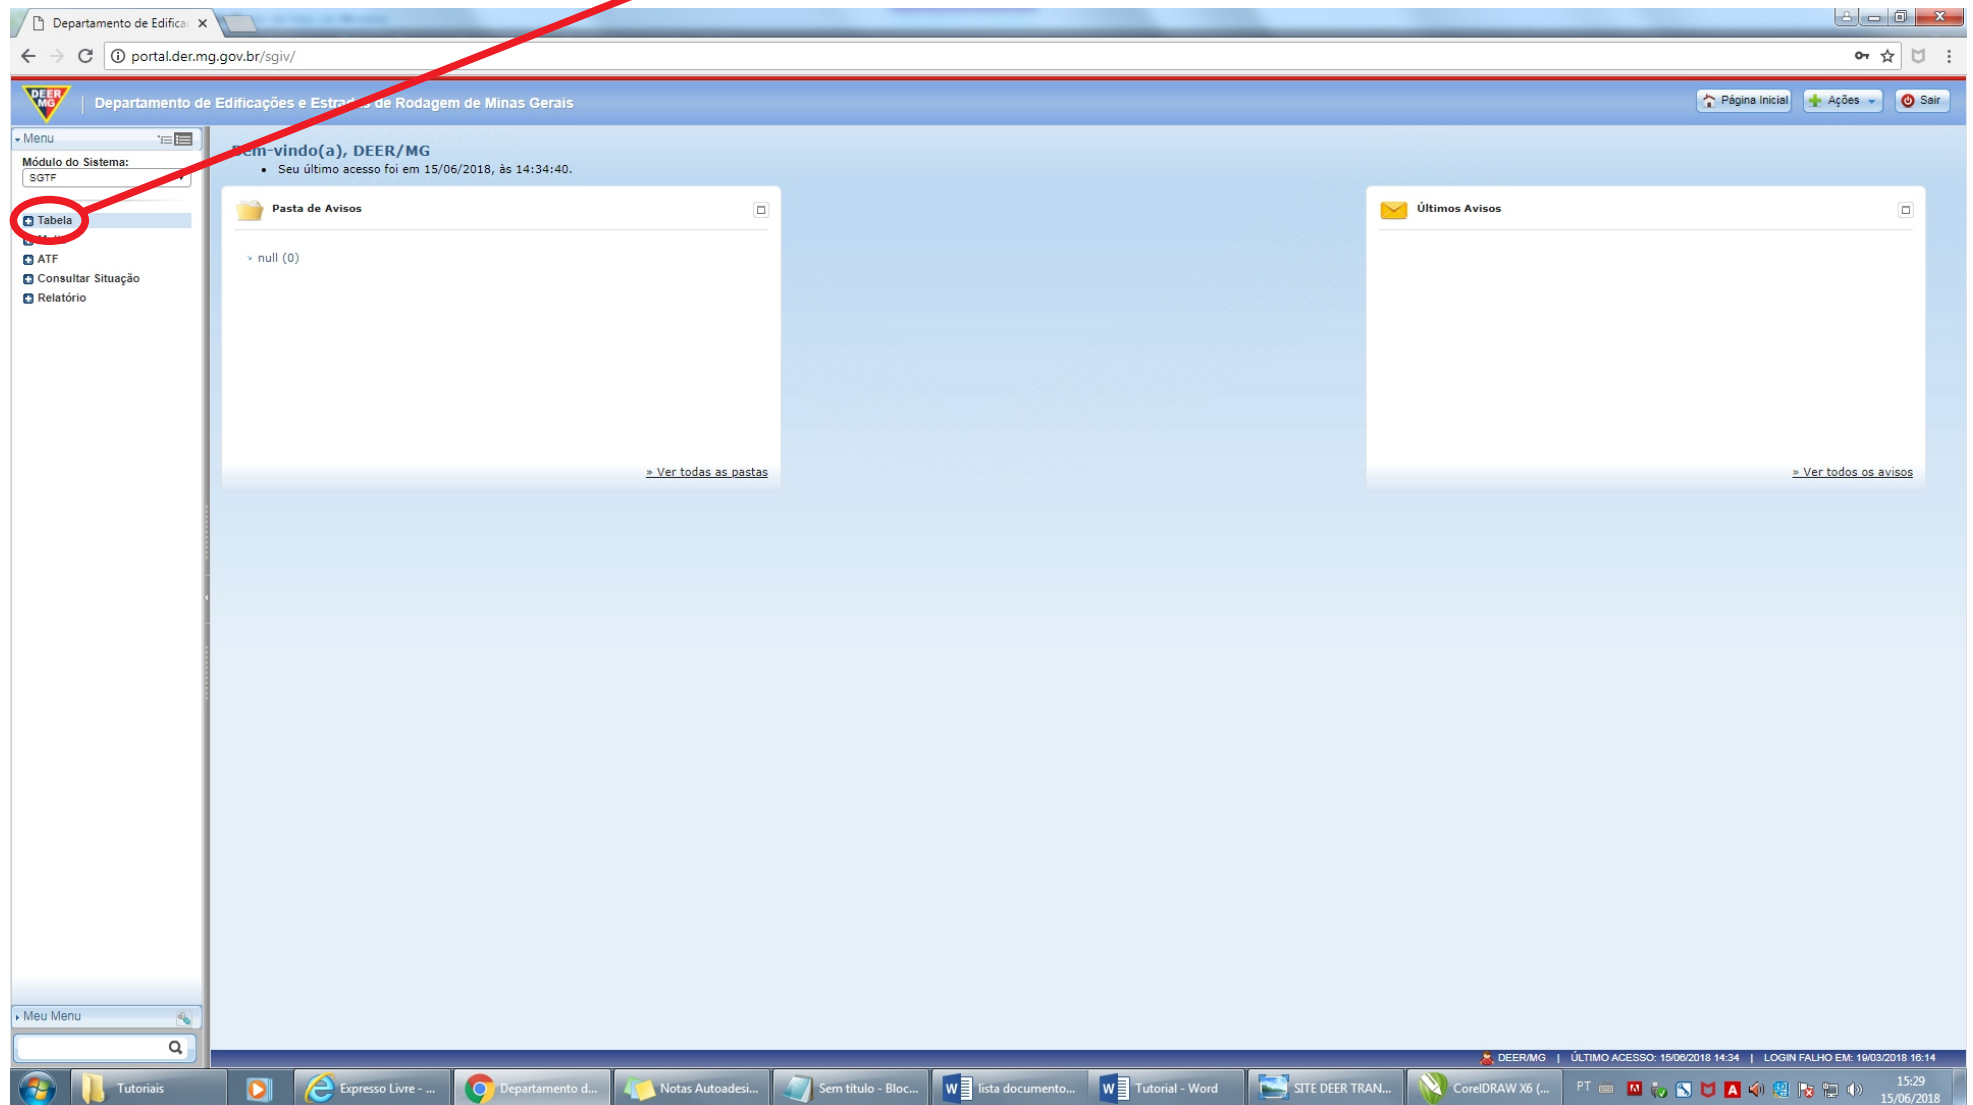 Departamento de Edifica
portal.der.mg.gov.br/sgiv/
DEER MG
Departamento de Edificações e Estradas de Rodagem de Minas Gerais
Página Inicial
Ações
Sair
Menu
Módulo do Sistema:
SGTF
Tabela
ATF
Consultar Situação
Relatório
Bem-vindo(a), DEER/MG
• Seu último acesso foi em 15/06/2018, às 14:34:40.
Pasta de Avisos
null (0)
» Ver todas as pastas
Últimos Avisos
» Ver todos os avisos
Meu Menu
DEER/MG | ÚLTIMO ACESSO: 15/06/2018 14:34 | LOGIN FALHO EM: 19/03/2018 16:14
Tutoriais
Expresso Livre - ...
Departamento d...
Notas Autoadesi...
Sem título - Bloc...
lista documento...
Tutorial - Word
SITE DEER TRAN...
CorelDRAW X6 (...
PT
15:29
15/06/2018